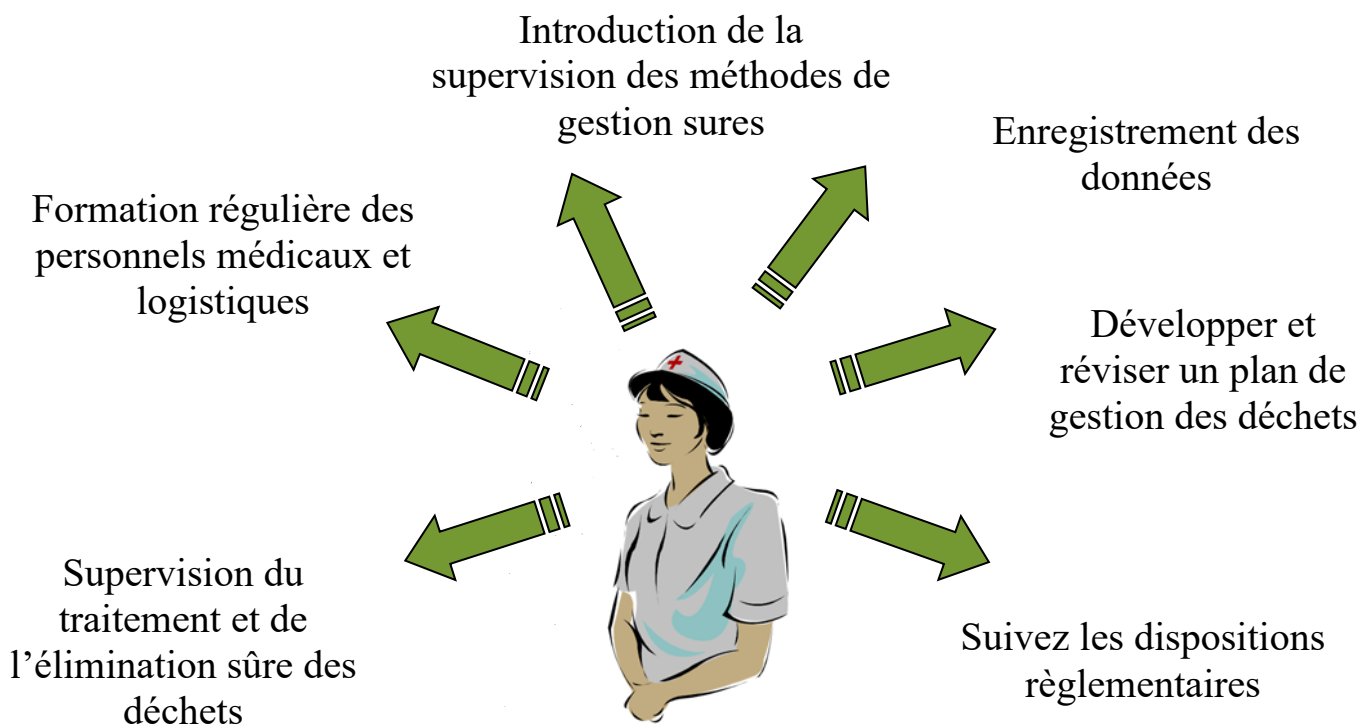 Introduction de la
supervision des méthodes de
gestion sures
Enregistrement des
données
Formation régulière des
personnels médicaux et
logistiques
Développer et
réviser un plan de
gestion des déchets
Supervision du
traitement et de
l’élimination sûre des
déchets
Suivez les dispositions
règlementaires